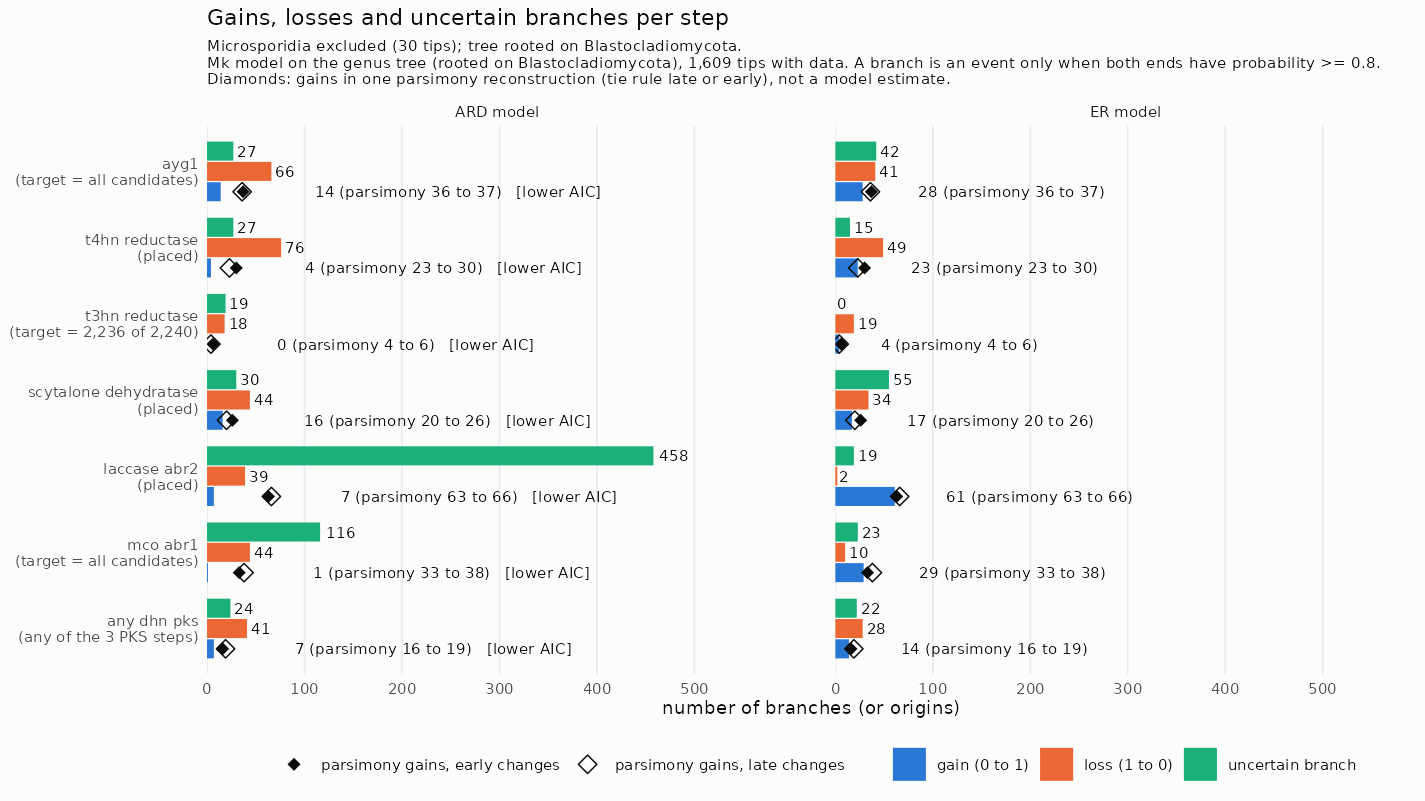 Gains, losses and uncertain branches per step
Microsporidia excluded (30 tips); tree rooted on Blastocladiomycota.
Mk model on the genus tree (rooted on Blastocladiomycota), 1,609 tips with data. A branch is an event only when both ends have probability >= 0.8.
Diamonds: gains in one parsimony reconstruction (tie rule late or early), not a model estimate.
ARD model
ER model
ayg1
(target = all candidates)
27
66
14 (parsimony 36 to 37) [lower AIC]
42
41
28 (parsimony 36 to 37)
t4hn reductase
(placed)
27
76
4 (parsimony 23 to 30) [lower AIC]
15
49
23 (parsimony 23 to 30)
t3hn reductase
(target = 2,236 of 2,240)
19
18
0 (parsimony 4 to 6) [lower AIC]
0
19
4 (parsimony 4 to 6)
scytalone dehydratase
(placed)
30
44
16 (parsimony 20 to 26) [lower AIC]
55
34
17 (parsimony 20 to 26)
laccase abr2
(placed)
458
39
7 (parsimony 63 to 66) [lower AIC]
19
2
61 (parsimony 63 to 66)
mco abr1
(target = all candidates)
116
44
1 (parsimony 33 to 38) [lower AIC]
23
10
29 (parsimony 33 to 38)
any dhn pks
(any of the 3 PKS steps)
24
41
7 (parsimony 16 to 19) [lower AIC]
22
28
14 (parsimony 16 to 19)
0 100 200 300 400 500
0 100 200 300 400 500
number of branches (or origins)
parsimony gains, early changes
parsimony gains, late changes
gain (0 to 1)
loss (1 to 0)
uncertain branch